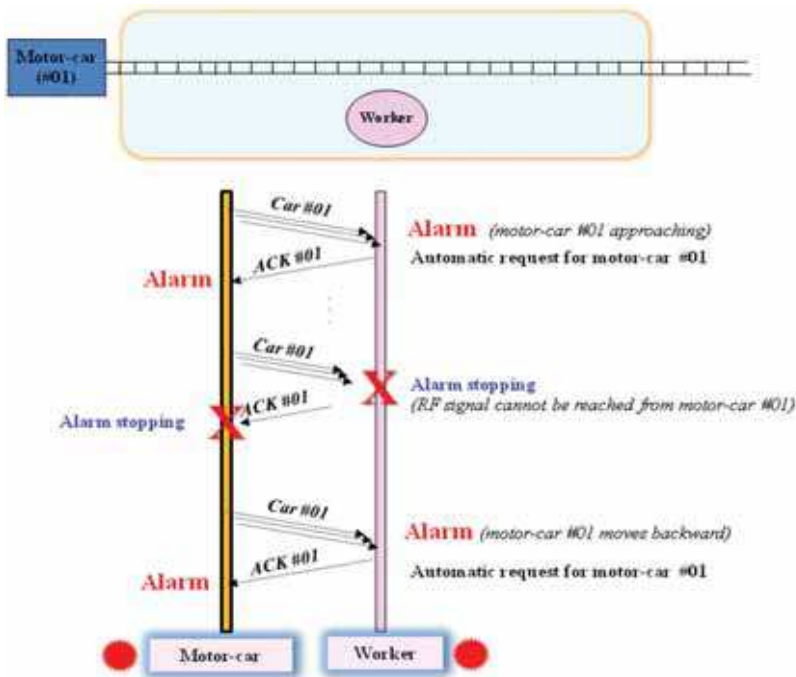 Motor-car
(#01)
Worker
Car #01
Alarm (motor-car #01 approaching)
Automatic request for motor-car #01
ACK #01
Alarm
Car #01
Alarm stopping
(RF signal cannot be reached from motor-car #01)
ACK #01
Alarm stopping
Car #01
Alarm (motor-car #01 moves backward)
ACK #01
Automatic request for motor-car #01
Alarm
Motor-car
Worker